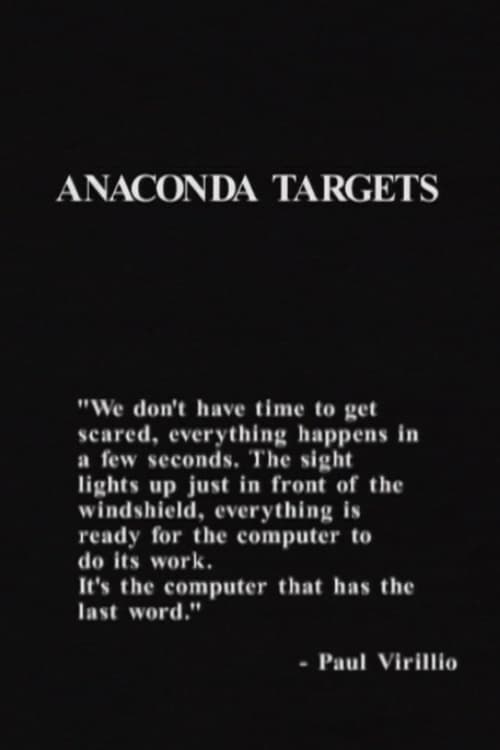 ANACONDA TARGETS
"We don't have time to get
scared, everything happens in
a few seconds. The sight
lights up just in front of the
windshield, everything is
ready for the computer to
do its work.
It's the computer that has the
last word."
- Paul Virillio